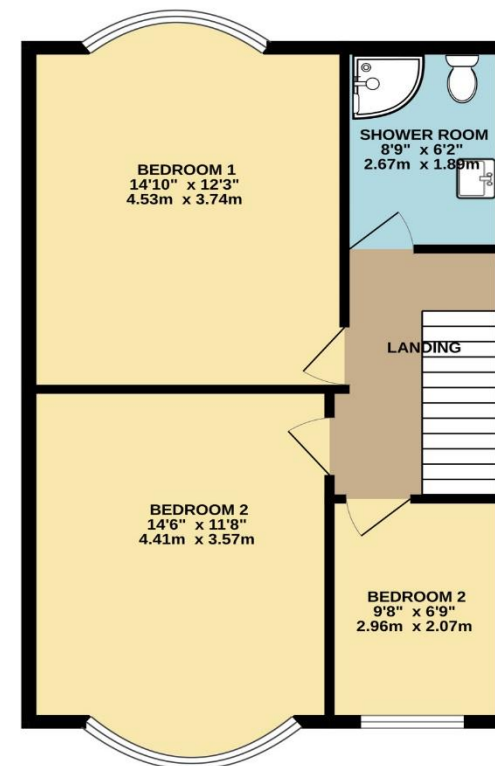 SHOWER ROOM
8'9" x 6'2"
2.67m x 1.89m
BEDROOM 1
14'10" x 12'3"
4.53m x 3.74m
LANDING
BEDROOM 2
14'6" x 11'8"
4.41m x 3.57m
BEDROOM 2
9'8" x 6'9"
2.96m x 2.07m